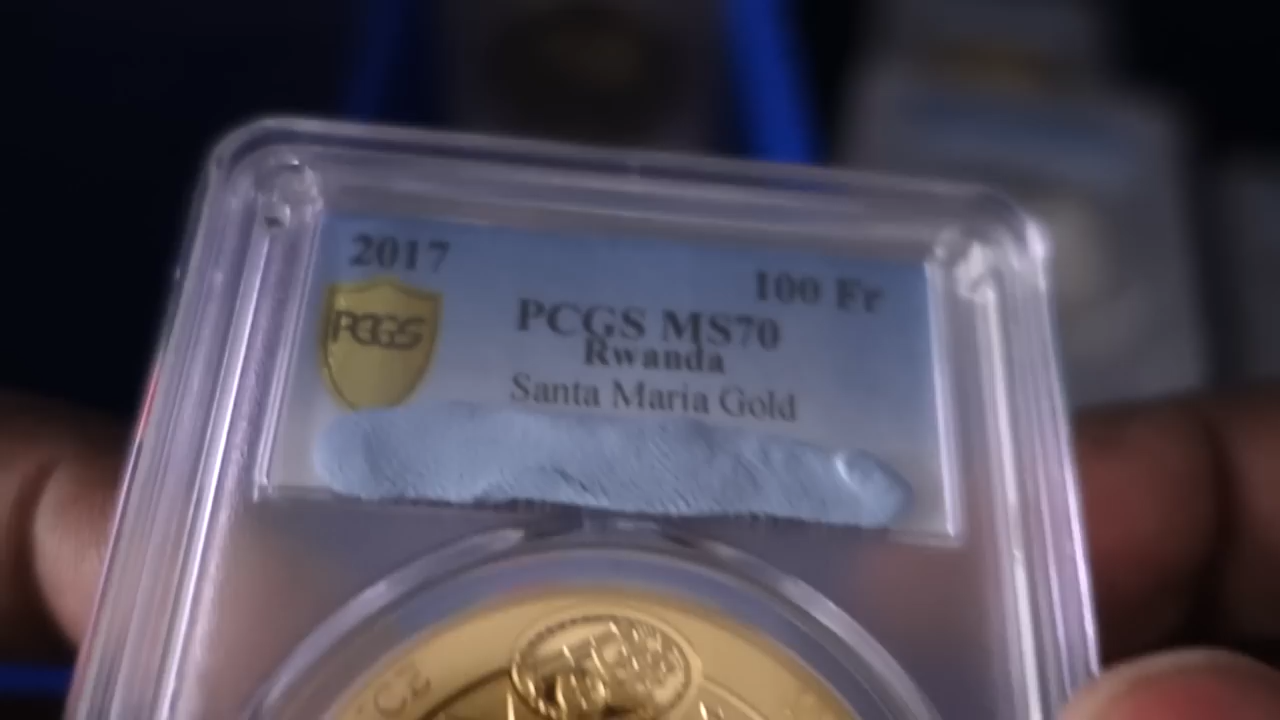 2017
100 Fr
PCGS
PCGS MS70
Rwanda
Santa Maria Gold